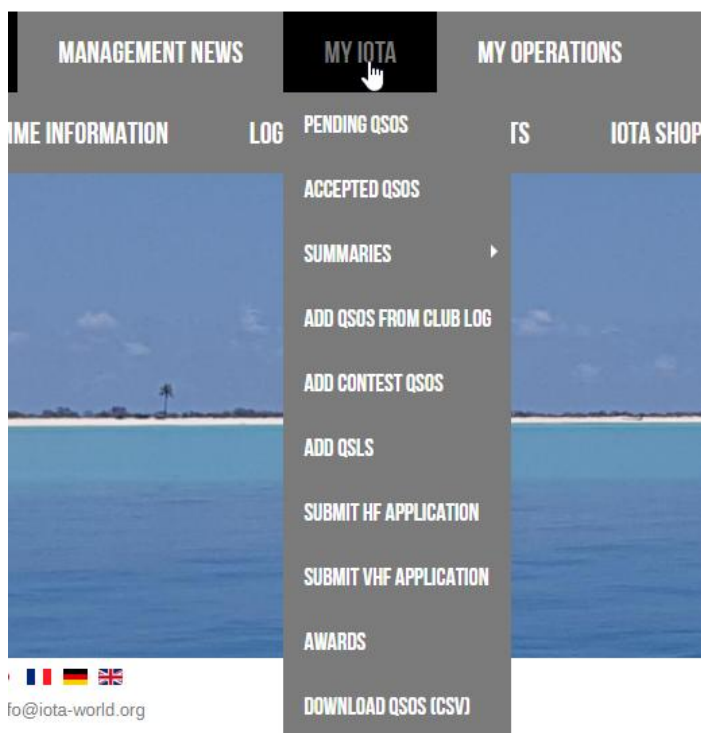 MANAGEMENT NEWS MY IOTA MY OPERATIONS
MME INFORMATION LOG TS IOTA SHOP
PENDING QSOS
ACCEPTED QSOS
SUMMARIES
ADD QSOS FROM CLUB LOG
ADD CONTEST QSOS
ADD QSLS
SUBMIT HF APPLICATION
SUBMIT VHF APPLICATION
AWARDS
DOWNLOAD QSOS (CSV)
fo@iota-world.org